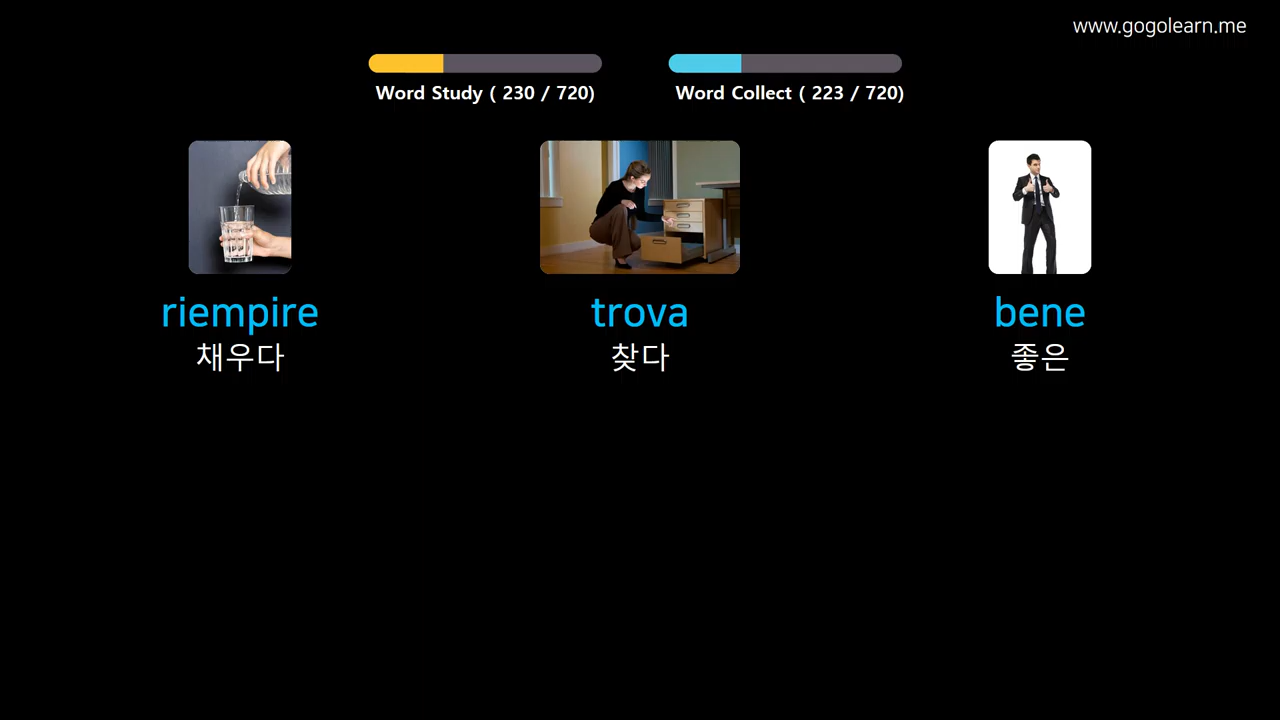 www.gogolearn.me
Word Study ( 230 / 720)
Word Collect ( 223 / 720)
riempire
채우다
trova
찾다
bene
좋은